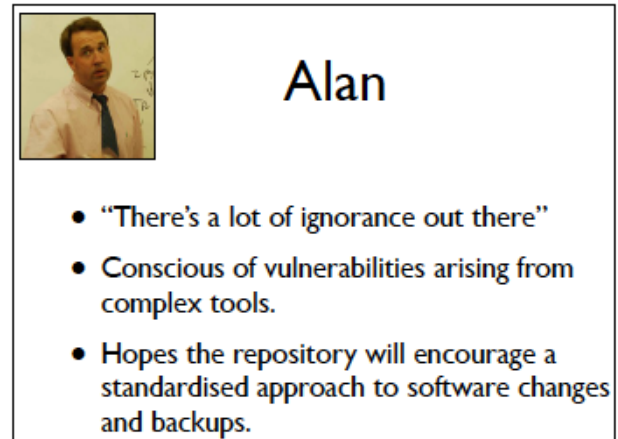 Alan
• “There’s a lot of ignorance out there”
• Conscious of vulnerabilities arising from
complex tools.
• Hopes the repository will encourage a
standardised approach to software changes
and backups.